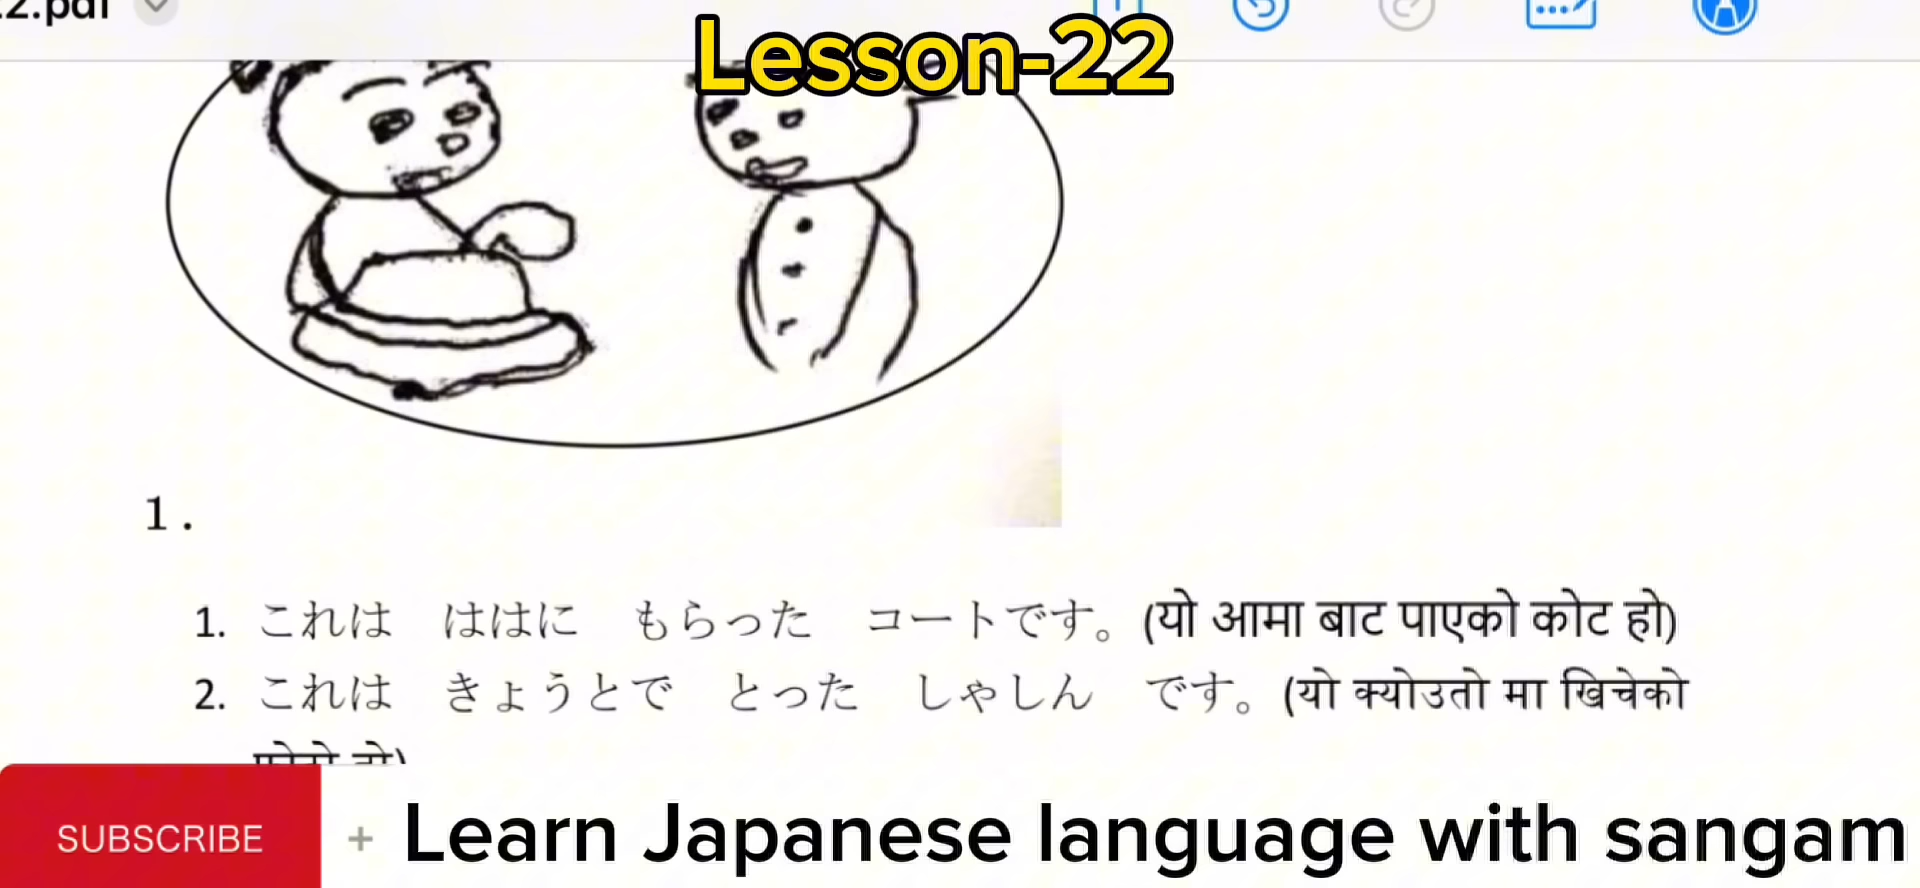 2.pdf
Lesson-22
1.
1. これは　ははに　もらった　コートです。(यो आमा बाट पाएको कोट हो)
2. これは　きょうとで　とった　しゃしん　です。(यो क्योउतो मा खिचेको
SUBSCRIBE + Learn Japanese language with sangam